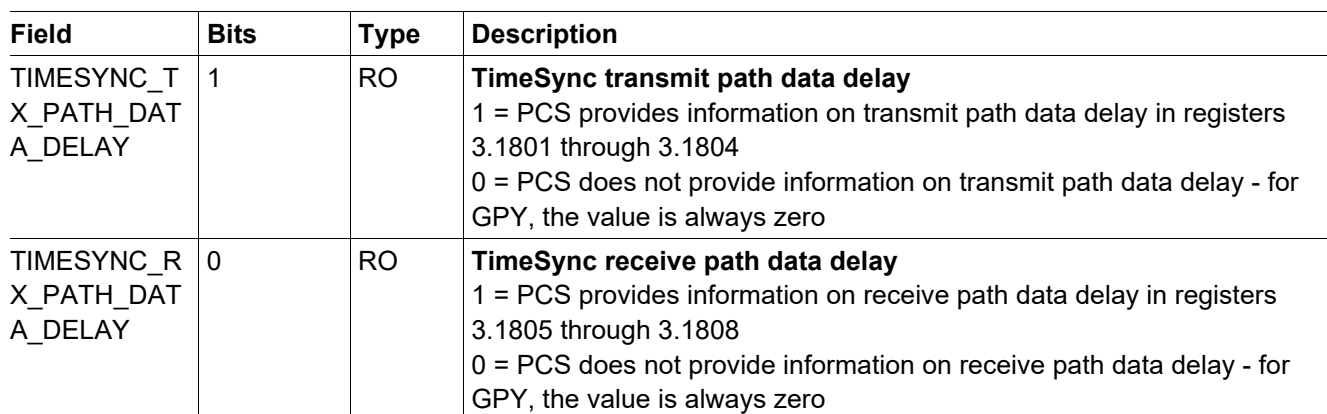 Field Bits Type Description
TIMESYNC_T 1 RO TimeSync transmit path data delay
X_PATH_DAT 1 = PCS provides information on transmit path data delay in registers
A_DELAY 3.1801 through 3.1804
0 = PCS does not provide information on transmit path data delay - for
GPY, the value is always zero
TIMESYNC_R 0 RO TimeSync receive path data delay
X_PATH_DAT 1 = PCS provides information on receive path data delay in registers
A_DELAY 3.1805 through 3.1808
0 = PCS does not provide information on receive path data delay - for
GPY, the value is always zero